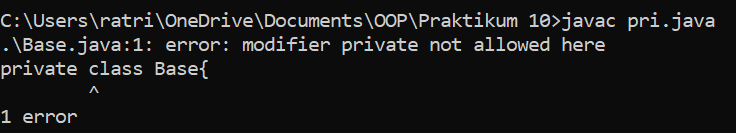 C:\Users\ratri\OneDrive\Documents\OOP\Praktikum 10>javac pri.java
.\Base.java:1: error: modifier private not allowed here
private class Base{
        ^
1 error